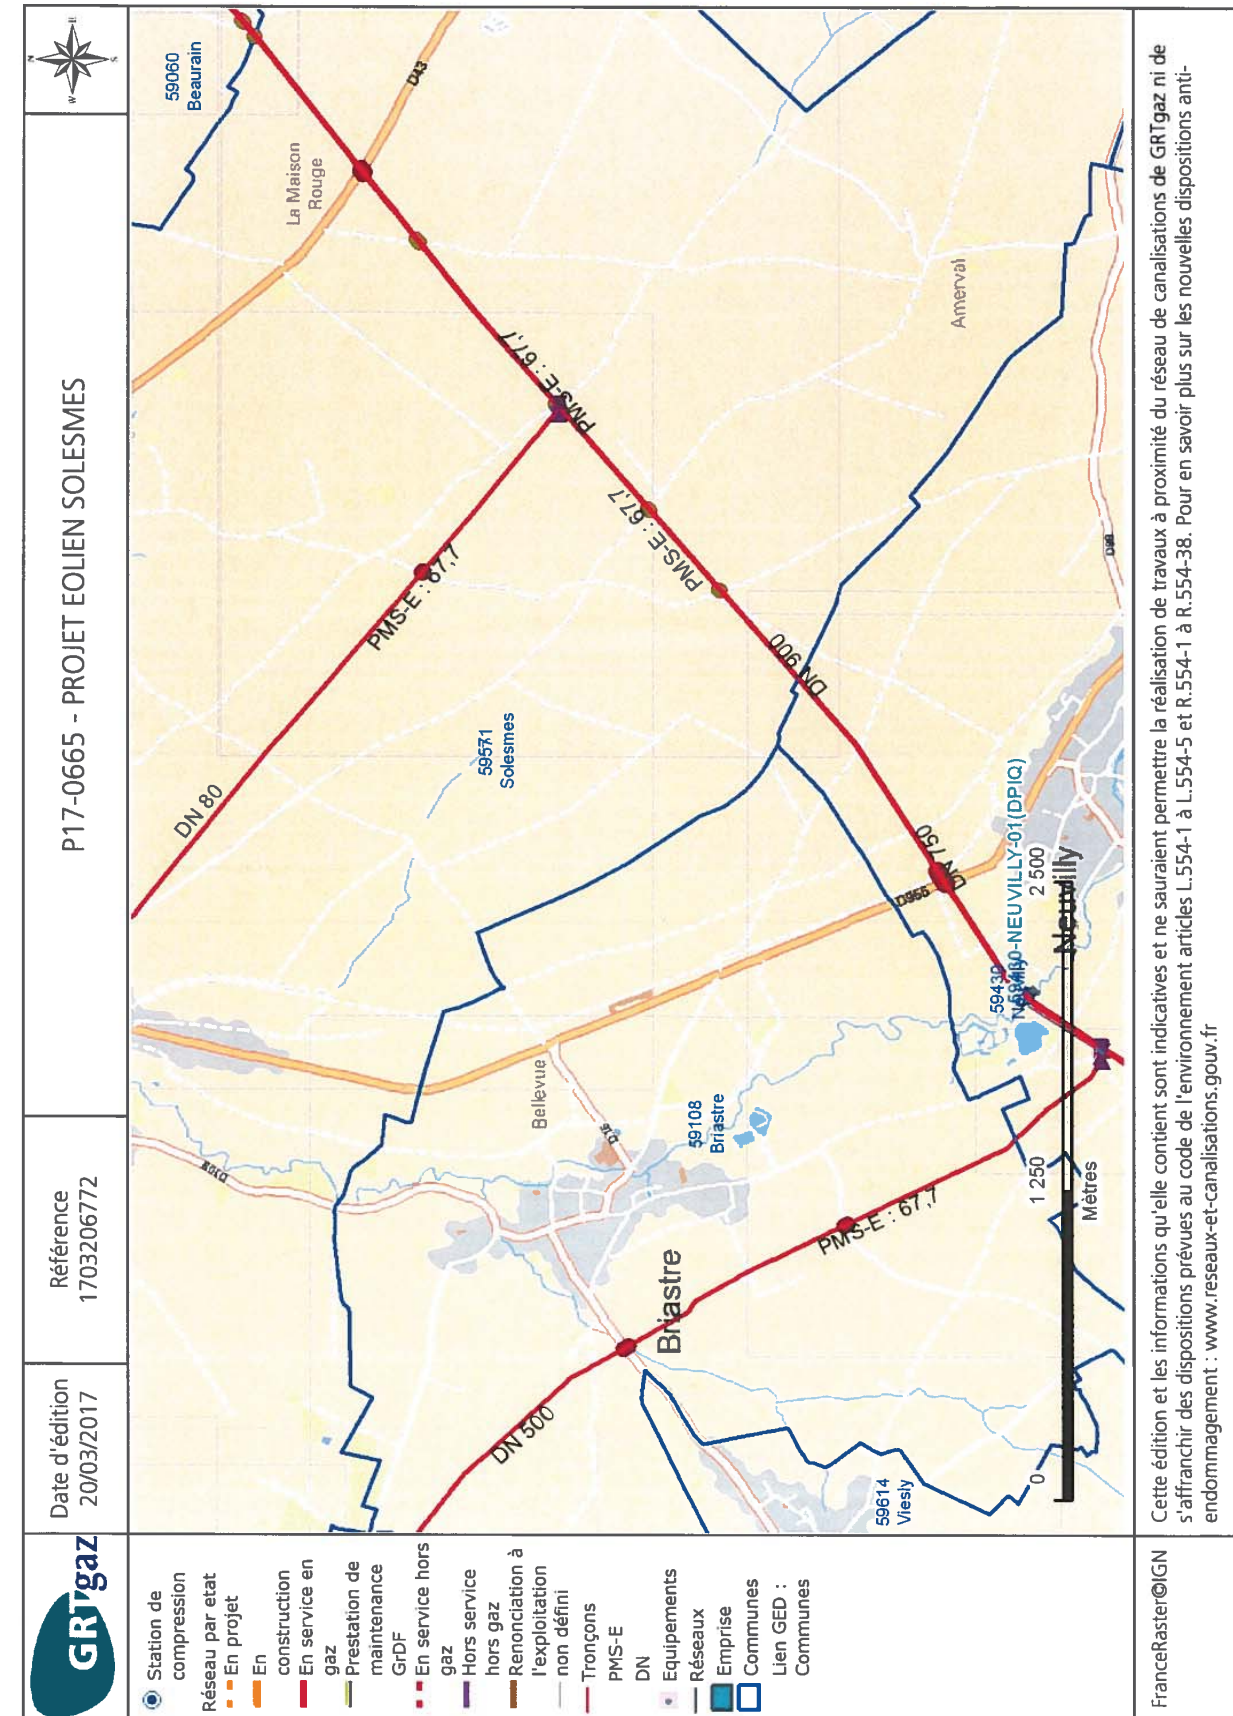 GRTgaz
Date d'édition
20/03/2017
Référence
1703206772
P17-0665 - PROJET EOLIEN SOLESMES
N
S
W
Station de
compression
Réseau par etat
En projet
En
construction
En service en
gaz
Prestation de
maintenance
GrDF
En service hors
gaz
Hors service
hors gaz
Renonciation à
l'exploitation
non défini
Tronçons
PMS-E
DN
Equipements
Réseaux
Emprise
Communes
Lien GED :
Communes
59060
Beaurain
La Maison
Rouge
D43
PMS-E : 67,7
PMS-E : 67,7
PMS-E : 67,7
DN 80
59571
Solesmes
Amerval
DN 900
DN 750
D955
59430-NEUVILLY-01(DPIQ)
59430
Neuvilly
Neuvilly
Bellevue
59108
Briastre
Briastre
PMS-E : 67,7
DN 500
59614
Viesly
0
1 250
2 500
Mètres
FranceRaster©IGN
Cette édition et les informations qu'elle contient sont indicatives et ne sauraient permettre la réalisation de travaux à proximité du réseau de canalisations de GRTgaz ni de
s'affranchir des dispositions prévues au code de l'environnement articles L.554-1 à L.554-5 et R.554-1 à R.554-38. Pour en savoir plus sur les nouvelles dispositions anti-
endommagement : www.reseaux-et-canalisations.gouv.fr